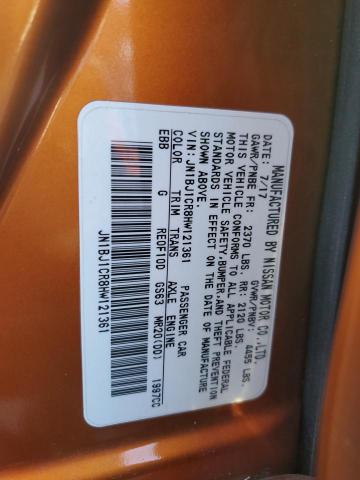 MANUFACTURED BY NISSAN MOTOR CO.,LTD.
DATE: 7/17 GVWR/PNBV: 4455 LBS.
GAWR/PNBE FR: 2370 LBS. RR: 2120 LBS.
THIS VEHICLE CONFORMS TO ALL APPLICABLE FEDERAL
MOTOR VEHICLE SAFETY,BUMPER,AND THEFT PREVENTION
STANDARDS IN EFFECT ON THE DATE OF MANUFACTURE
SHOWN ABOVE.
VIN:JN1BJ1CR8HW121361 PASSENGER CAR
COLOR TRIM TRANS AXLE ENGINE
EBB G RE0F10D GS63 MR20(DD) 1997CC
JN1BJ1CR8HW121361